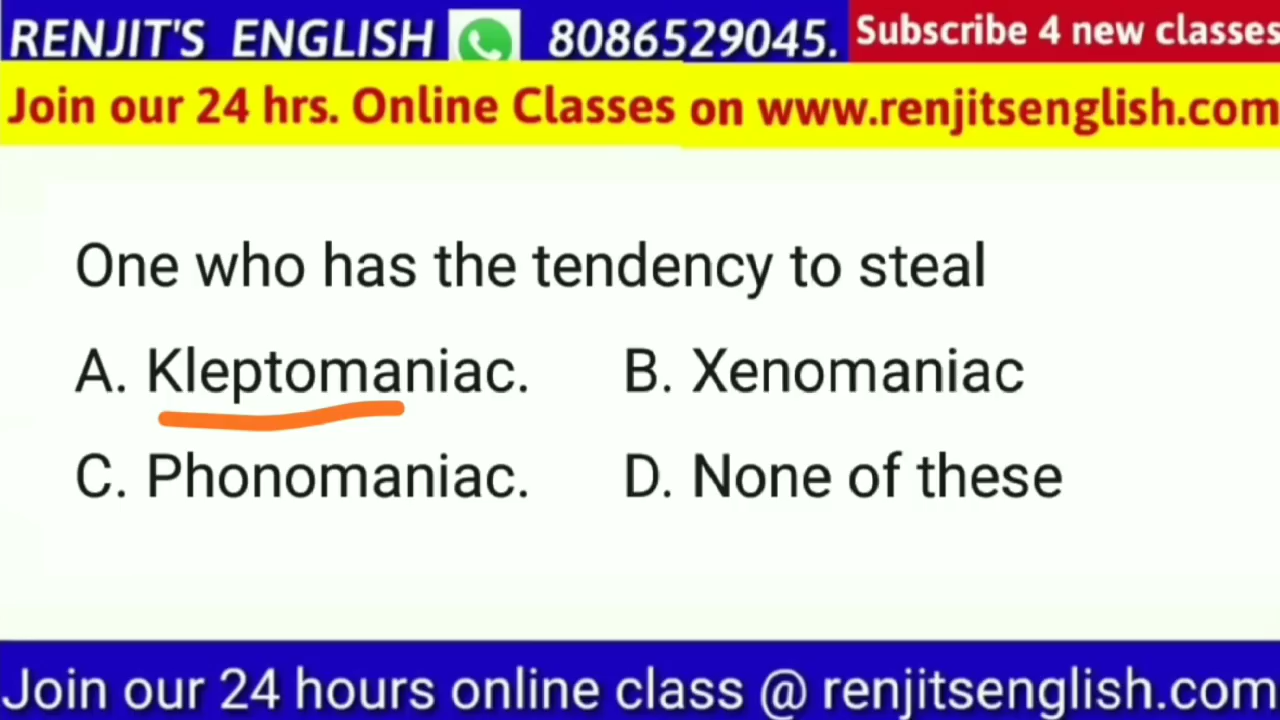 RENJIT'S ENGLISH 8086529045. Subscribe 4 new classes
Join our 24 hrs. Online Classes on www.renjitsenglish.com
One who has the tendency to steal
A. Kleptomaniac. B. Xenomaniac
C. Phonomaniac. D. None of these
Join our 24 hours online class @ renjitsenglish.com